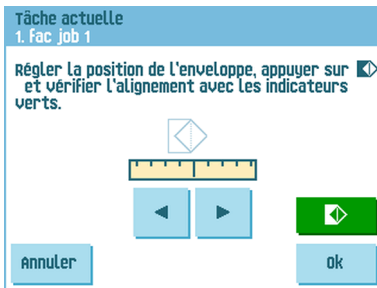 Tâche actuelle
1. Fac job 1
Régler la position de l'enveloppe, appuyer sur
et vérifier l'alignement avec les indicateurs
verts.
Annuler
Ok